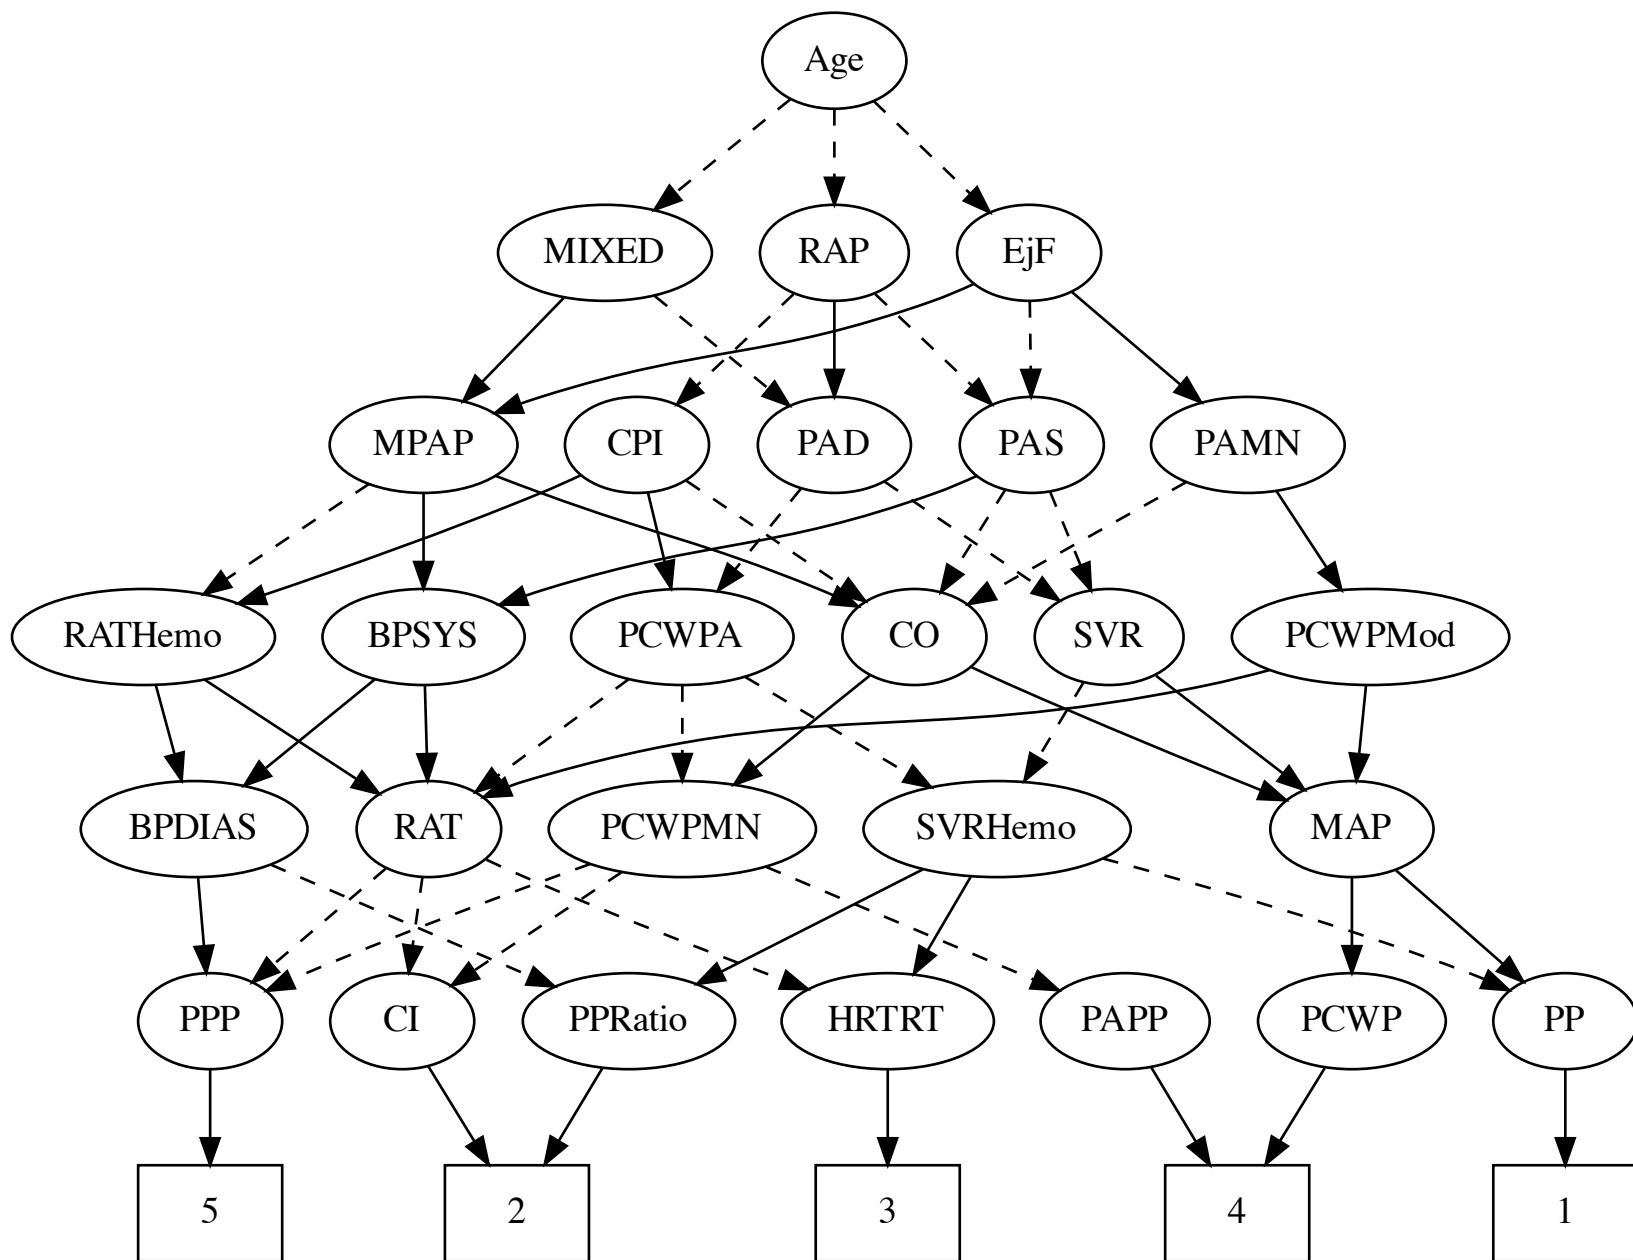 Age
MIXED
RAP
EjF
MPAP
CPI
PAD
PAS
PAMN
RATHemo
BPSYS
PCWPA
CO
SVR
PCWPMod
BPDIAS
RAT
PCWPMN
SVRHemo
MAP
PPP
CI
PPRatio
HRTRT
PAPP
PCWP
PP
5
2
3
4
1